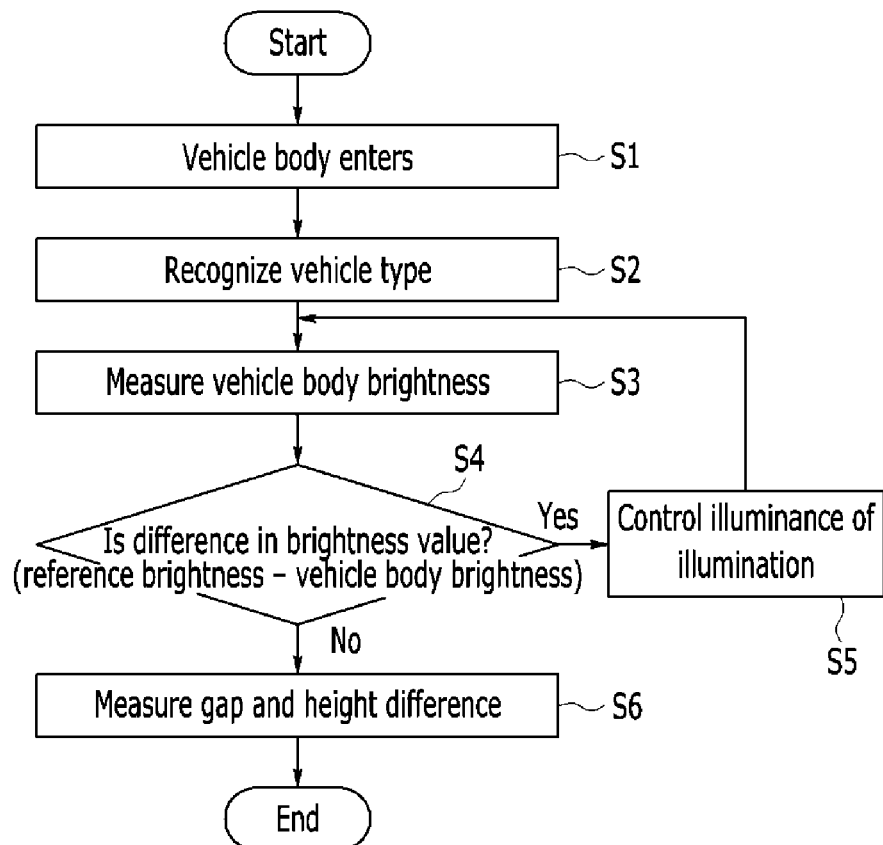 Start
Vehicle body enters
S1
Recognize vehicle type
S2
Measure vehicle body brightness
S3
S4
Is difference in brightness value?
(reference brightness – vehicle body brightness)
Yes
Control illuminance of
illumination
S5
No
Measure gap and height difference
S6
End